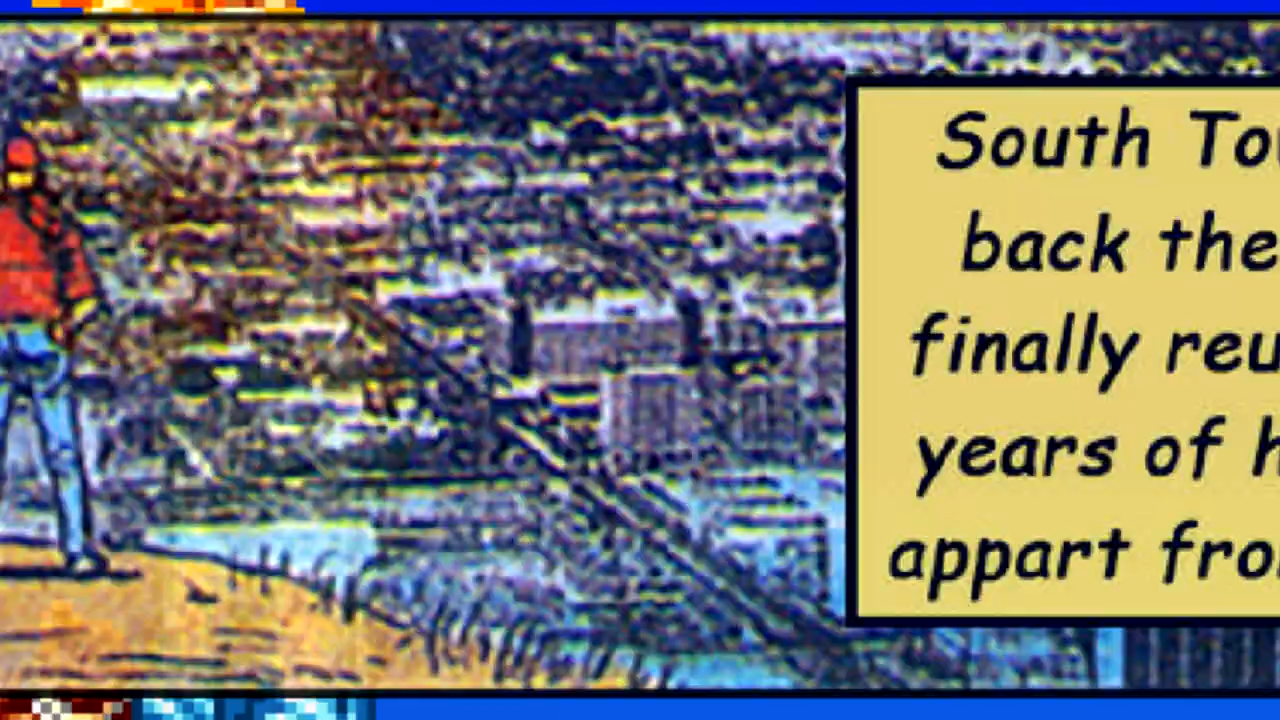 South To
back the
finally reu
years of h
appart fro